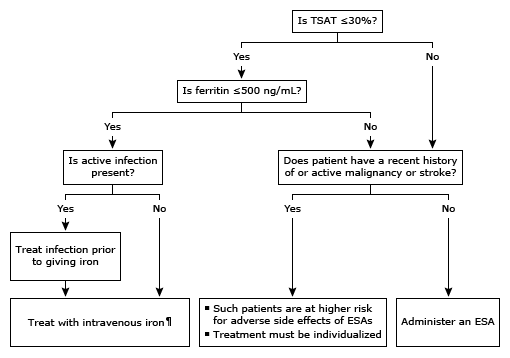 Is TSAT ≤30%?
Yes
No
Is ferritin ≤500 ng/mL?
Yes
No
Is active infection
present?
Does patient have a recent history
of or active malignancy or stroke?
Yes
No
Yes
No
Treat infection prior
to giving iron
Treat with intravenous iron¶
▪ Such patients are at higher risk
for adverse side effects of ESAs
▪ Treatment must be individualized
Administer an ESA